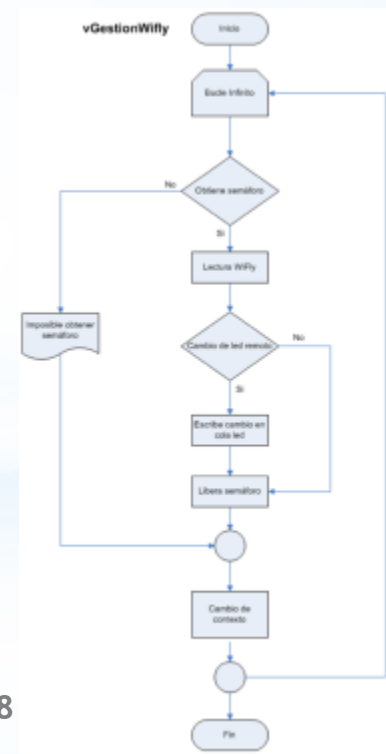 vGestionWifly
Inicio
Bucle Infinito
Obtiene semáforo
No
Si
Lectura WiFly
Imposible obtener
semáforo
Cambio de led remoto
No
Si
Escribe cambio en
cola led
Libera semáforo
Cambio de
contexto
8
Fin